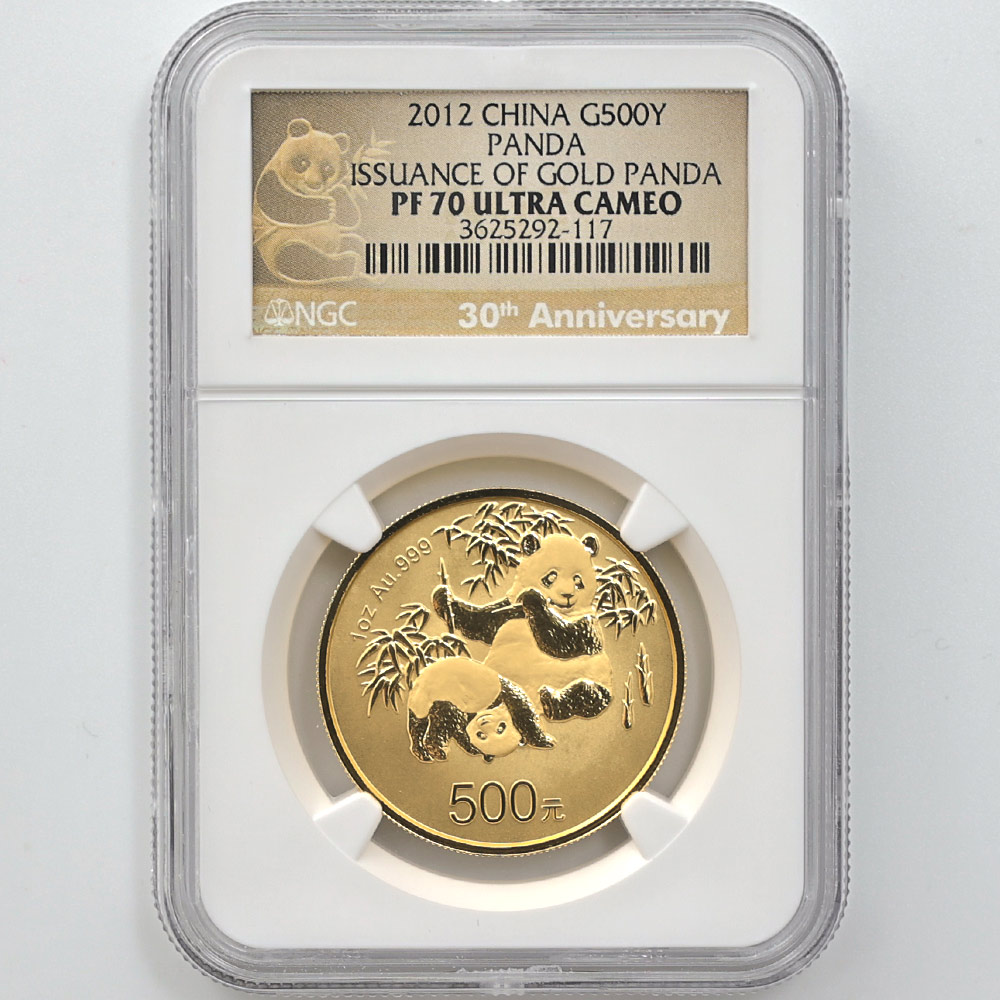 2012 CHINA G500Y
PANDA
ISSUANCE OF GOLD PANDA
PF 70 ULTRA CAMEO
3625292-117
NGC
30th Anniversary
1oz Au.999
500元